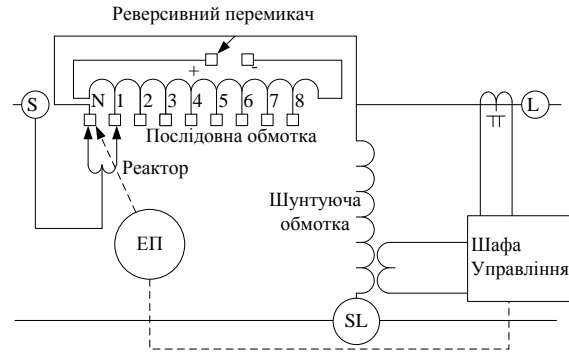 Реверсивний перемикач
+ -
S N 1 2 3 4 5 6 7 8 L
Послідовна обмотка
ТТ
Реактор
Шунтуюча
обмотка
ЕП
Шафа
Управління
SL